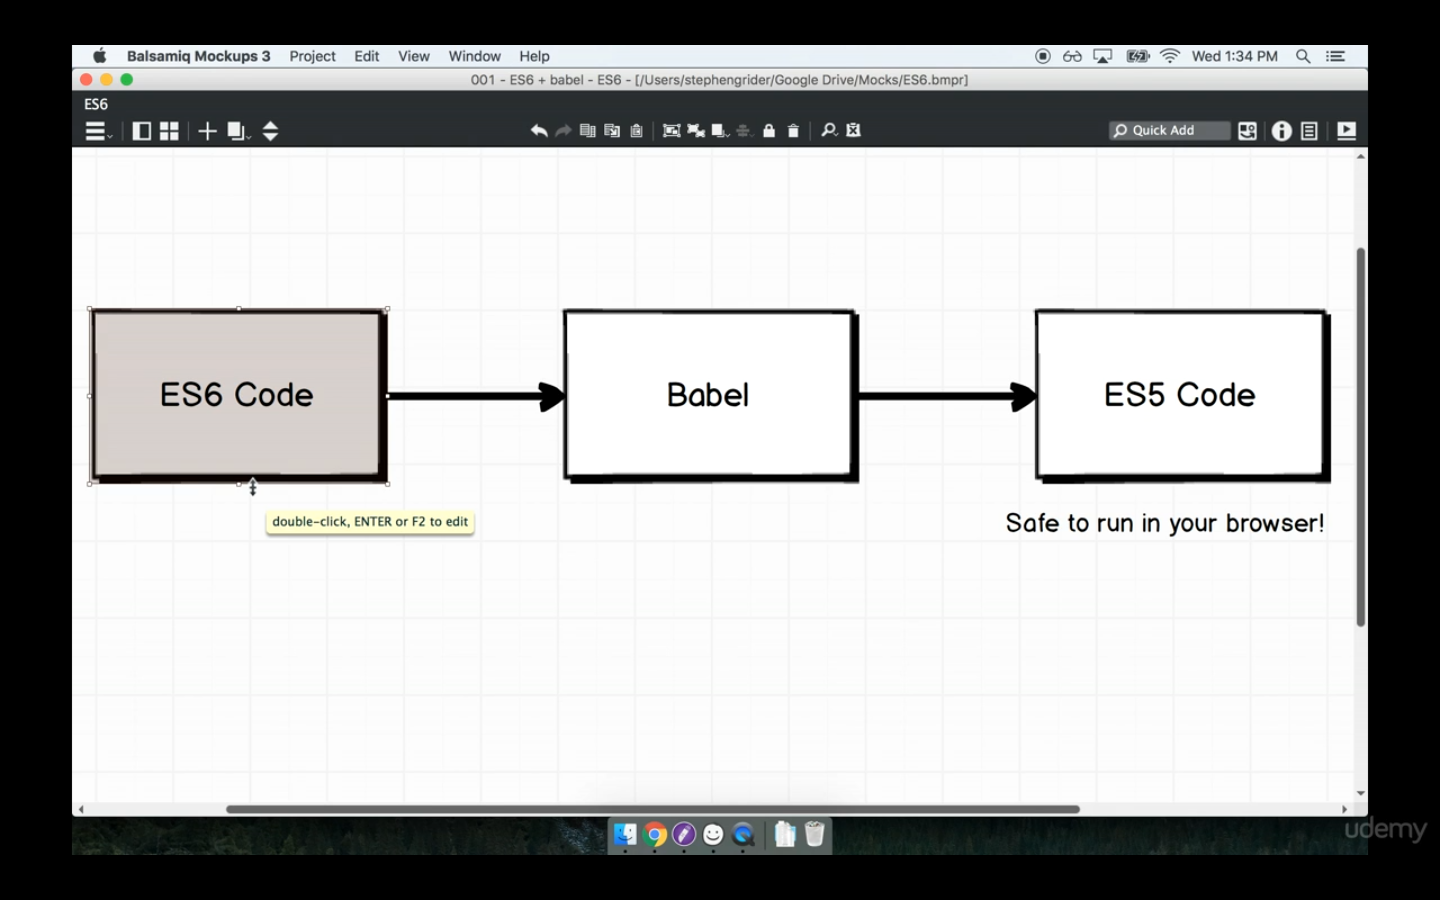 Balsamiq Mockups 3 Project Edit View Window Help Wed 1:34 PM
001 - ES6 + babel - ES6 - [/Users/stephengrider/Google Drive/Mocks/ES6.bmpr]
ES6
Quick Add
ES6 Code
Babel
ES5 Code
double-click, ENTER or F2 to edit
Safe to run in your browser!
udemy